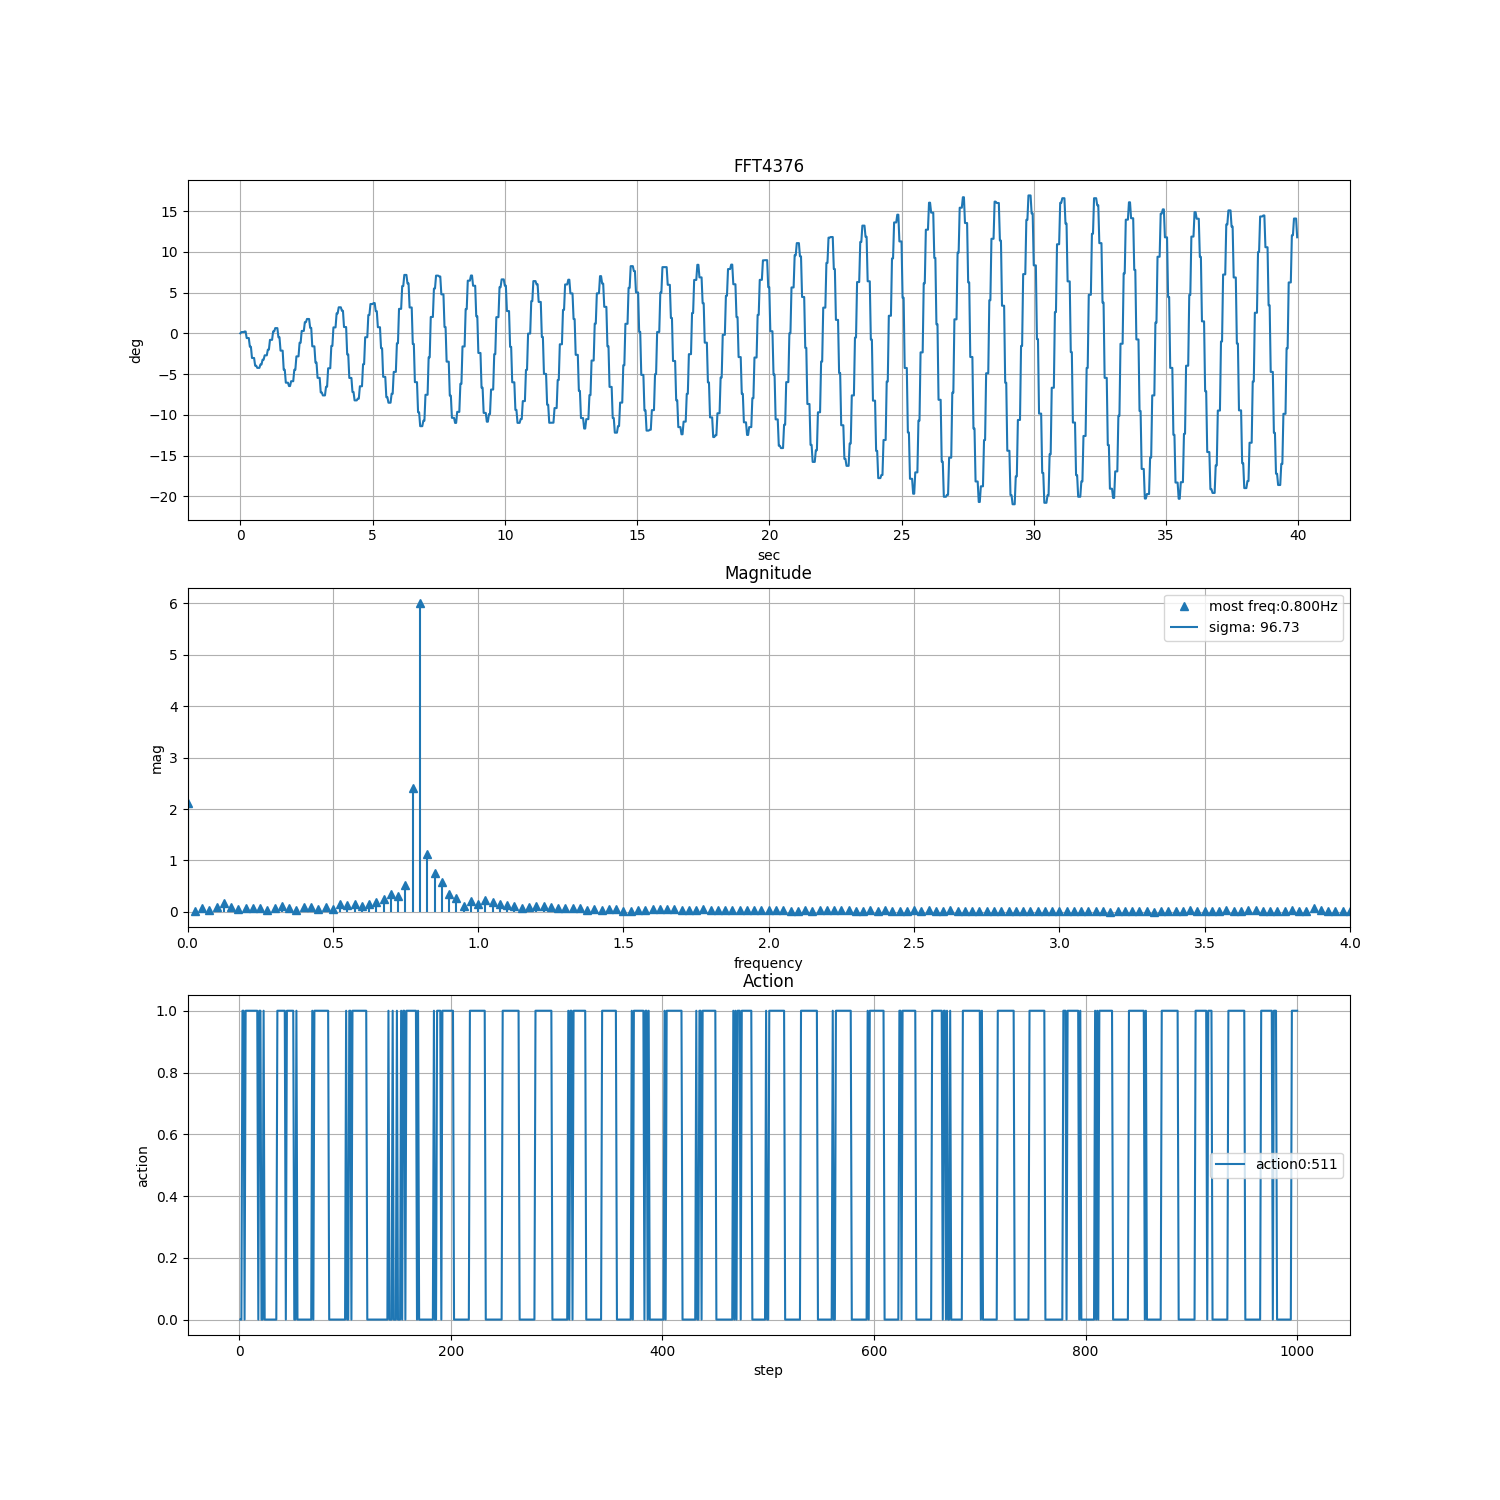 FFT4376
15
10
5
0
−5
−10
−15
−20
deg
0 5 10 15 20 25 30 35 40
sec
Magnitude
6
5
4
3
2
1
0
mag
most freq:0.800Hz
sigma: 96.73
0.0 0.5 1.0 1.5 2.0 2.5 3.0 3.5 4.0
frequency
Action
1.0
0.8
0.6
0.4
0.2
0.0
action
action0:511
0 200 400 600 800 1000
step